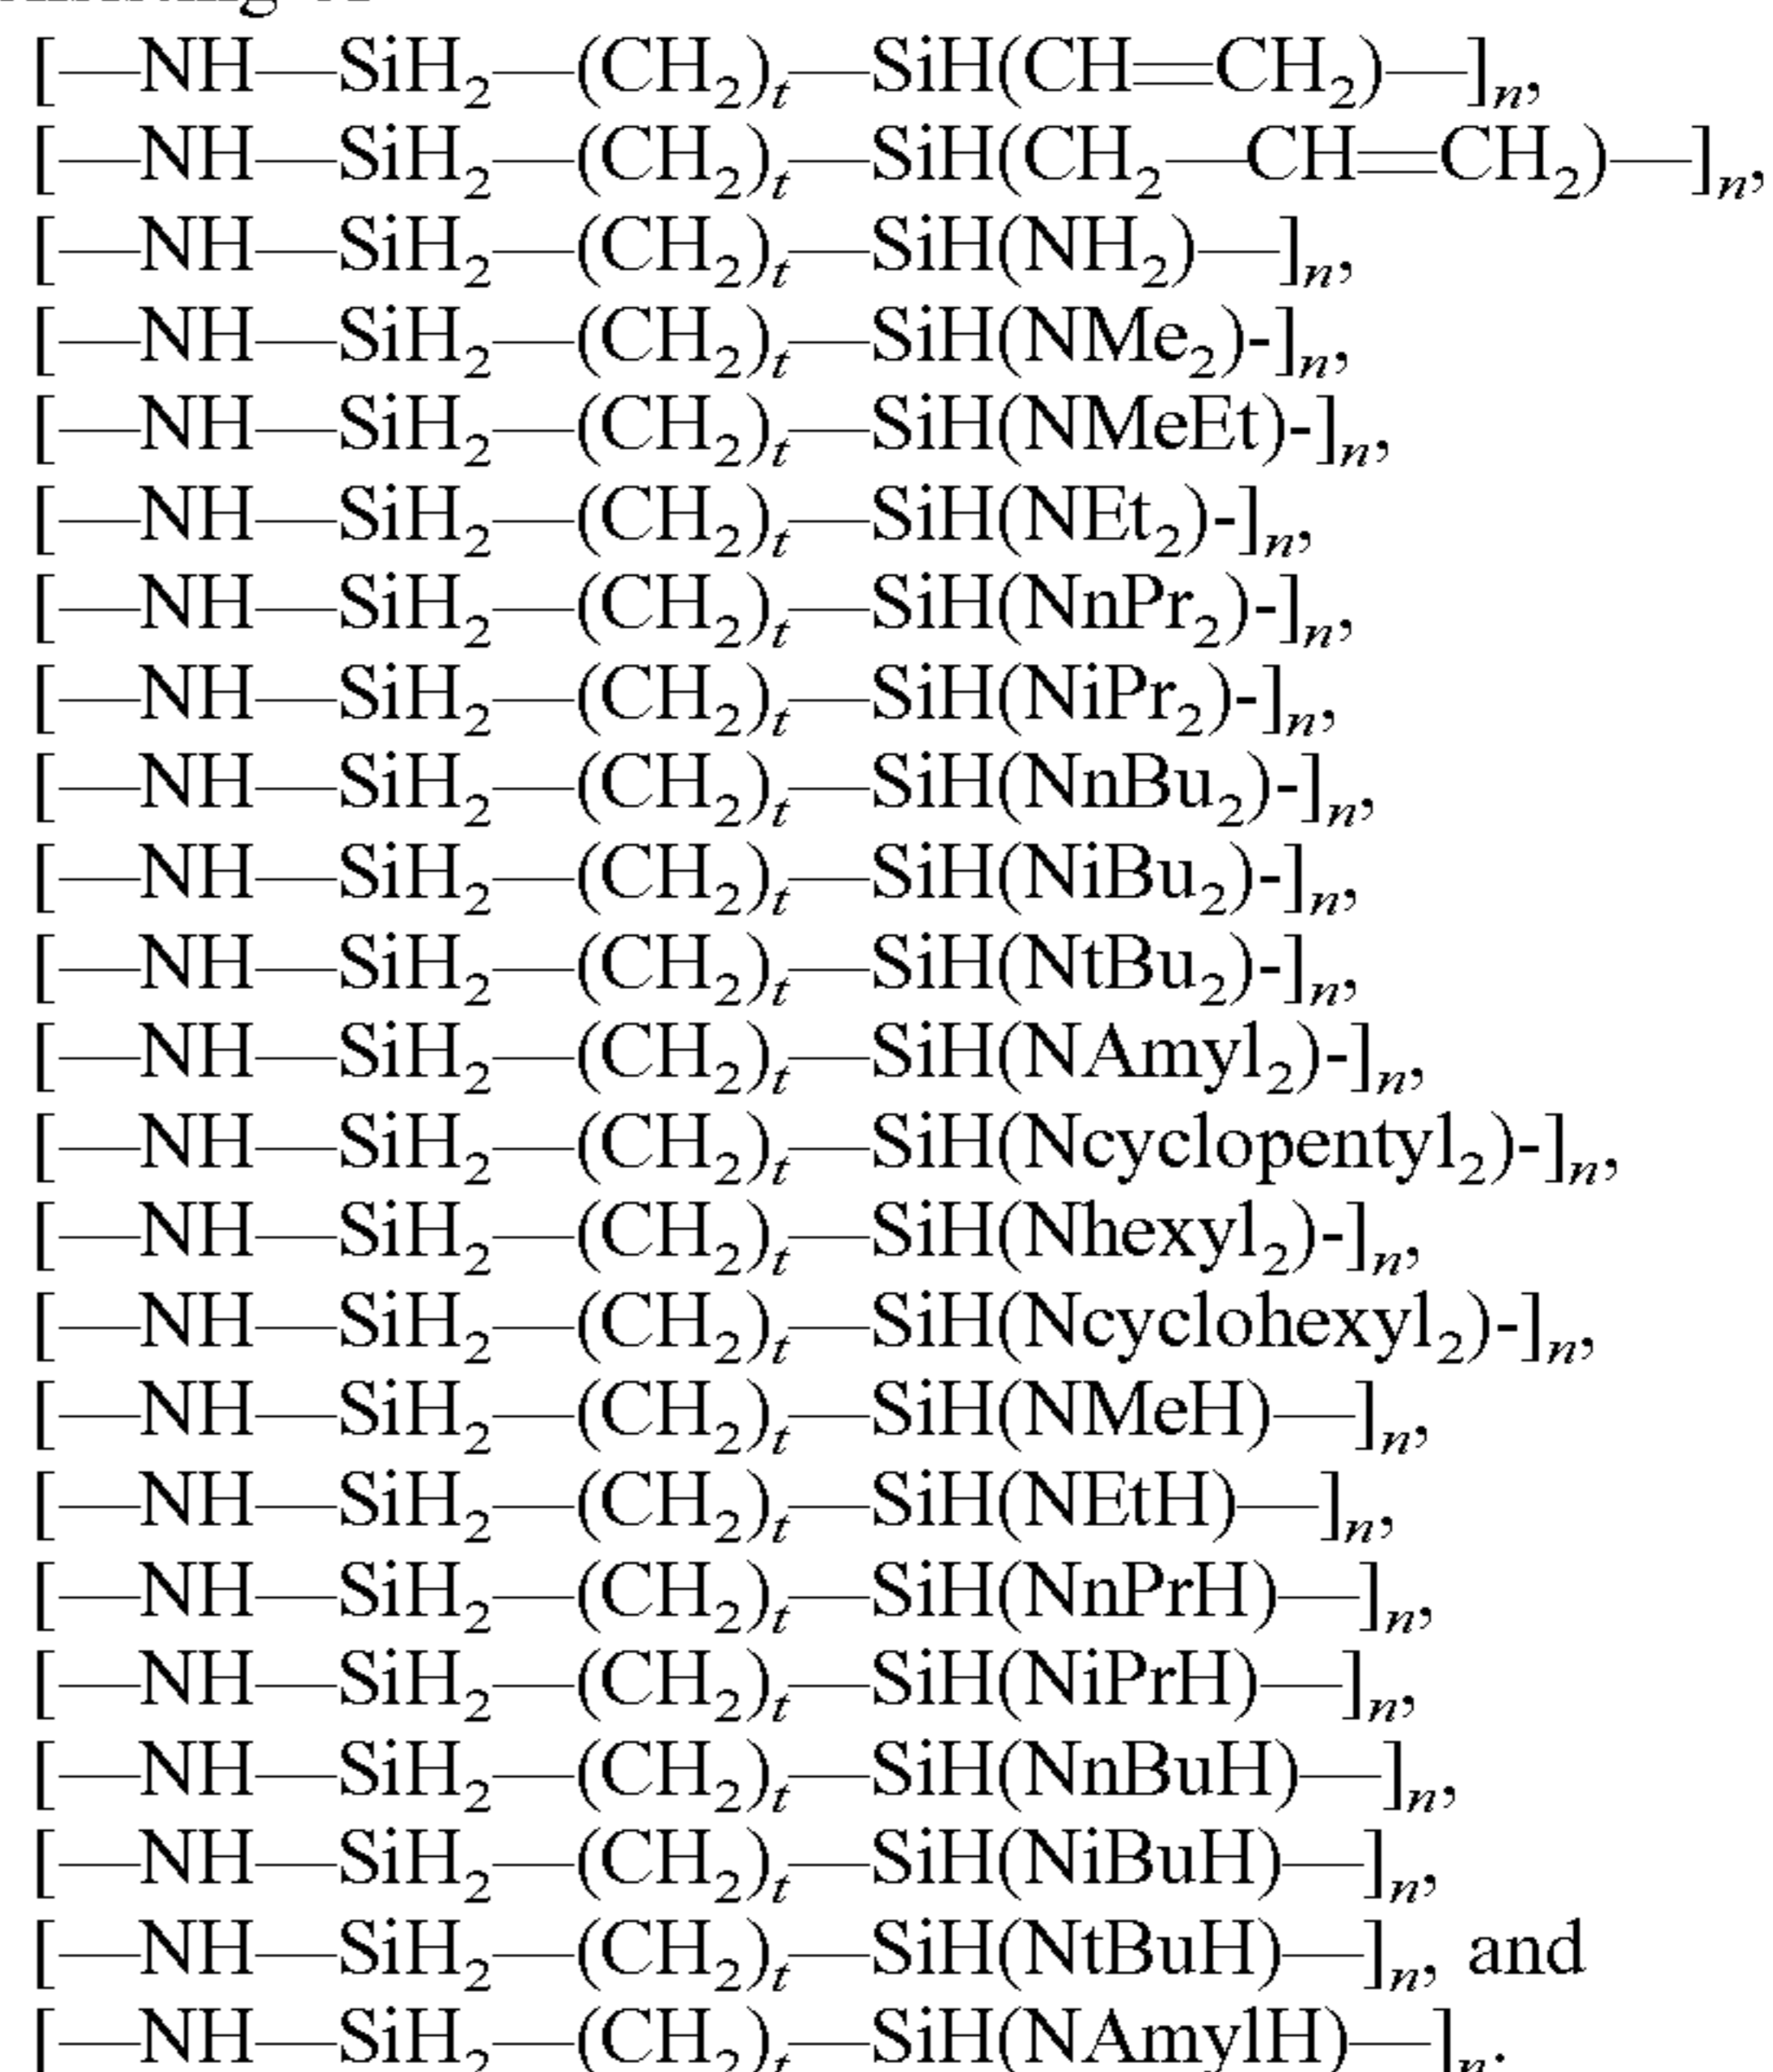 [—NH—SiH₂—(CH₂)ₜ—SiH(CH=CH₂)—]ₙ,
[—NH—SiH₂—(CH₂)ₜ—SiH(CH₂—CH=CH₂)—]ₙ,
[—NH—SiH₂—(CH₂)ₜ—SiH(NH₂)—]ₙ,
[—NH—SiH₂—(CH₂)ₜ—SiH(NMe₂)-]ₙ,
[—NH—SiH₂—(CH₂)ₜ—SiH(NMeEt)-]ₙ,
[—NH—SiH₂—(CH₂)ₜ—SiH(NEt₂)-]ₙ,
[—NH—SiH₂—(CH₂)ₜ—SiH(NnPr₂)-]ₙ,
[—NH—SiH₂—(CH₂)ₜ—SiH(NiPr₂)-]ₙ,
[—NH—SiH₂—(CH₂)ₜ—SiH(NnBu₂)-]ₙ,
[—NH—SiH₂—(CH₂)ₜ—SiH(NiBu₂)-]ₙ,
[—NH—SiH₂—(CH₂)ₜ—SiH(NtBu₂)-]ₙ,
[—NH—SiH₂—(CH₂)ₜ—SiH(NAmyl₂)-]ₙ,
[—NH—SiH₂—(CH₂)ₜ—SiH(Ncyclopentyl₂)-]ₙ,
[—NH—SiH₂—(CH₂)ₜ—SiH(Nhexyl₂)-]ₙ,
[—NH—SiH₂—(CH₂)ₜ—SiH(Ncyclohexyl₂)-]ₙ,
[—NH—SiH₂—(CH₂)ₜ—SiH(NMeH)—]ₙ,
[—NH—SiH₂—(CH₂)ₜ—SiH(NEtH)—]ₙ,
[—NH—SiH₂—(CH₂)ₜ—SiH(NnPrH)—]ₙ,
[—NH—SiH₂—(CH₂)ₜ—SiH(NiPrH)—]ₙ,
[—NH—SiH₂—(CH₂)ₜ—SiH(NnBuH)—]ₙ,
[—NH—SiH₂—(CH₂)ₜ—SiH(NiBuH)—]ₙ,
[—NH—SiH₂—(CH₂)ₜ—SiH(NtBuH)—]ₙ, and
[—NH—SiH₂—(CH₂)ₜ—SiH(NAmylH)—]ₙ.